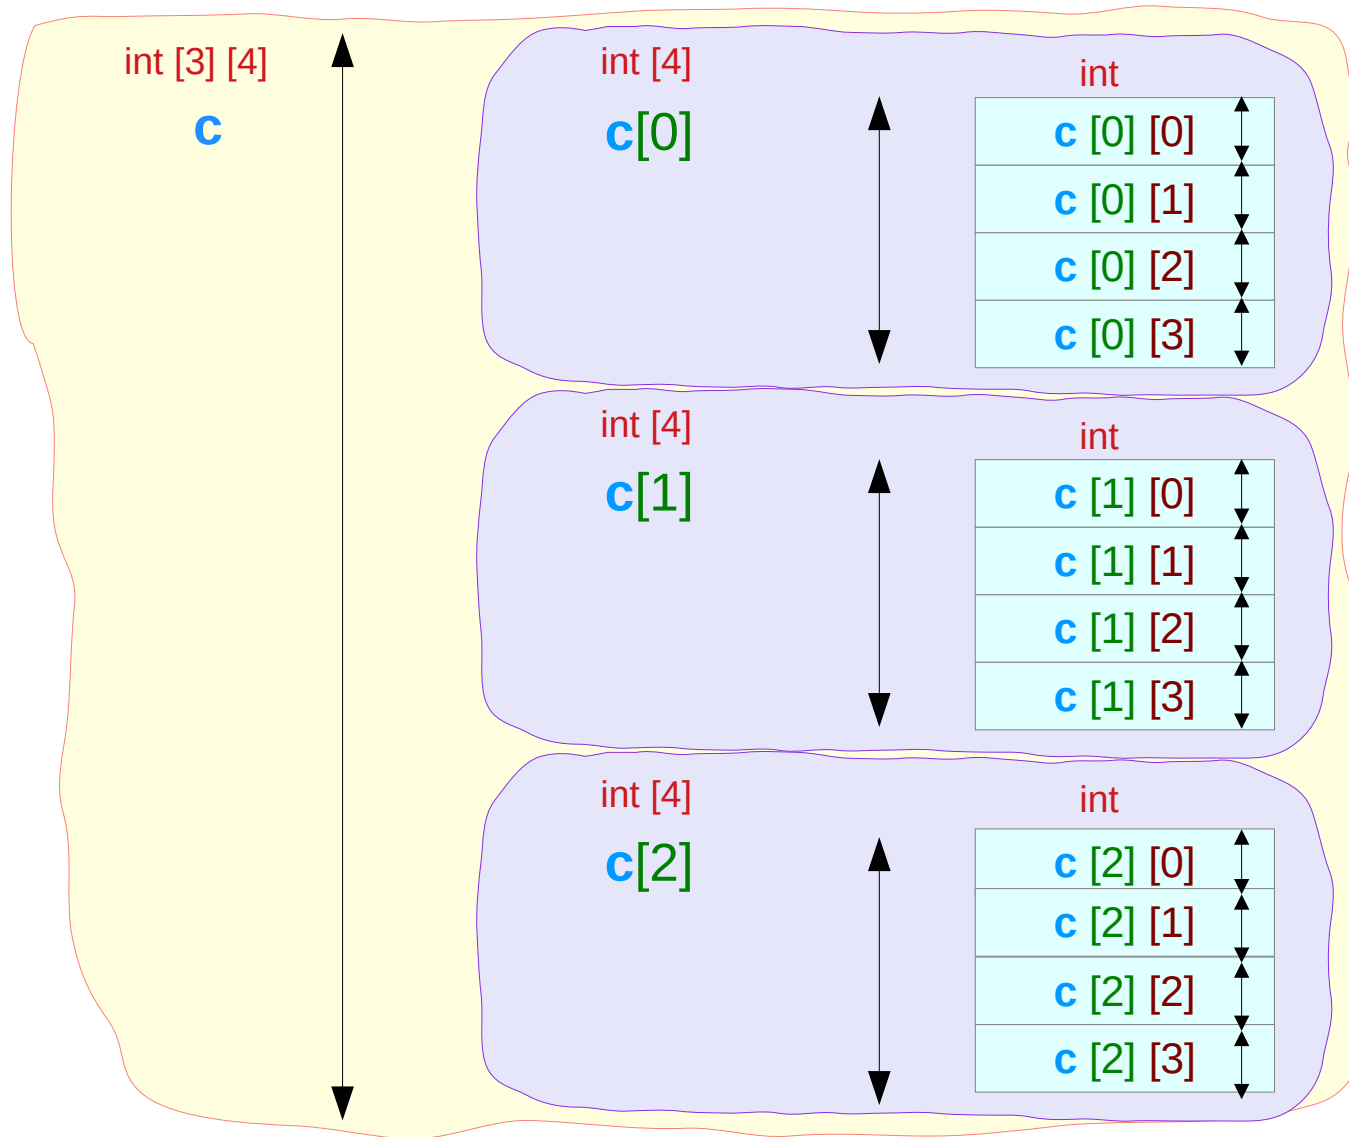 int [3] [4]
c
int [4]
c[0]
int
c [0] [0]
c [0] [1]
c [0] [2]
c [0] [3]
int [4]
c[1]
int
c [1] [0]
c [1] [1]
c [1] [2]
c [1] [3]
int [4]
c[2]
int
c [2] [0]
c [2] [1]
c [2] [2]
c [2] [3]